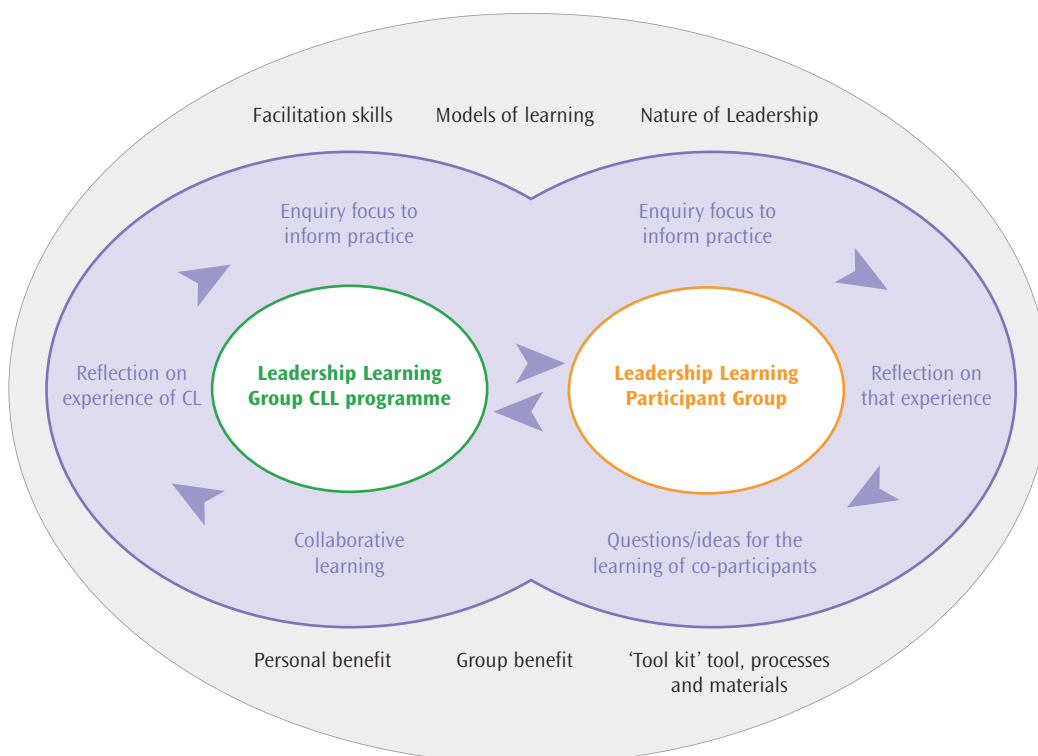 Facilitation skills
Models of learning
Nature of Leadership
Enquiry focus to
inform practice
Enquiry focus to
inform practice
Reflection on
experience of CL
Leadership Learning
Group CLL programme
Leadership Learning
Participant Group
Reflection on
that experience
Collaborative
learning
Questions/ideas for the
learning of co-participants
Personal benefit
Group benefit
‘Tool kit’ tool, processes
and materials